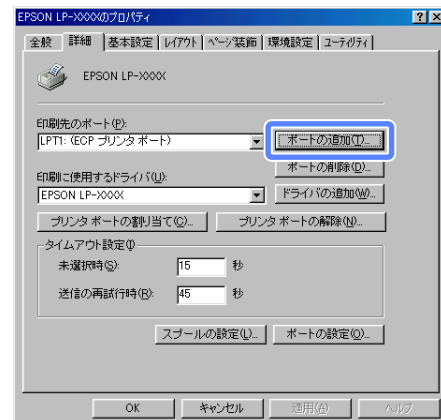 EPSON LP-XXXXのプロパティ
全般 詳細 基本設定 レイアウト ページ装飾 環境設定 ユーティリティ
EPSON LP-XXXX
印刷先のポート(P):
LPT1: (ECP プリンタ ポート) ポートの追加(T)...
ポートの削除(D)...
印刷に使用するドライバ(U):
EPSON LP-XXXX ドライバの追加(W)...
プリンタ ポートの割り当て(C)... プリンタ ポートの解除(N)...
タイムアウト設定(I)
未選択時(S): 15 秒
送信の再試行時(R): 45 秒
スプールの設定(L)... ポートの設定(O)...
OK キャンセル 適用(A) ヘルプ